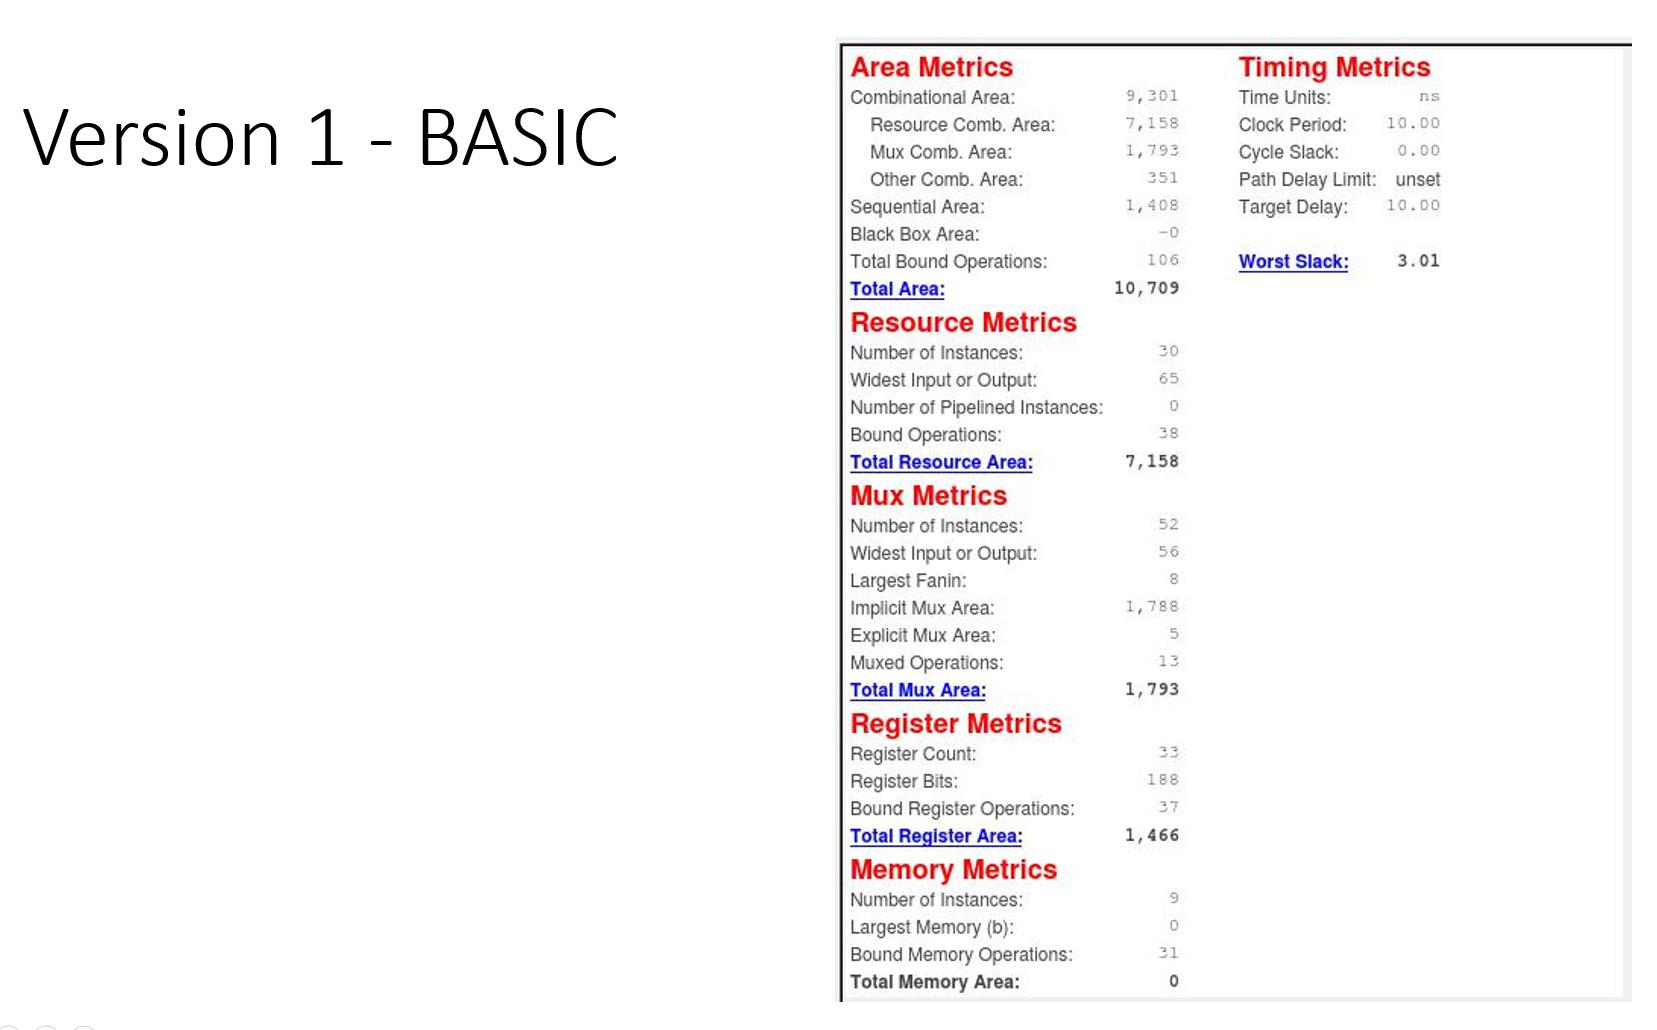 Version 1 - BASIC
Area Metrics
Combinational Area: 9,301
Resource Comb. Area: 7,158
Mux Comb. Area: 1,793
Other Comb. Area: 351
Sequential Area: 1,408
Black Box Area: -0
Total Bound Operations: 106
Total Area: 10,709
Resource Metrics
Number of Instances: 30
Widest Input or Output: 65
Number of Pipelined Instances: 0
Bound Operations: 38
Total Resource Area: 7,158
Mux Metrics
Number of Instances: 52
Widest Input or Output: 56
Largest Fanin: 8
Implicit Mux Area: 1,788
Explicit Mux Area: 5
Muxed Operations: 13
Total Mux Area: 1,793
Register Metrics
Register Count: 33
Register Bits: 188
Bound Register Operations: 37
Total Register Area: 1,466
Memory Metrics
Number of Instances: 9
Largest Memory (b): 0
Bound Memory Operations: 31
Total Memory Area: 0
Timing Metrics
Time Units: ns
Clock Period: 10.00
Cycle Slack: 0.00
Path Delay Limit: unset
Target Delay: 10.00
Worst Slack: 3.01